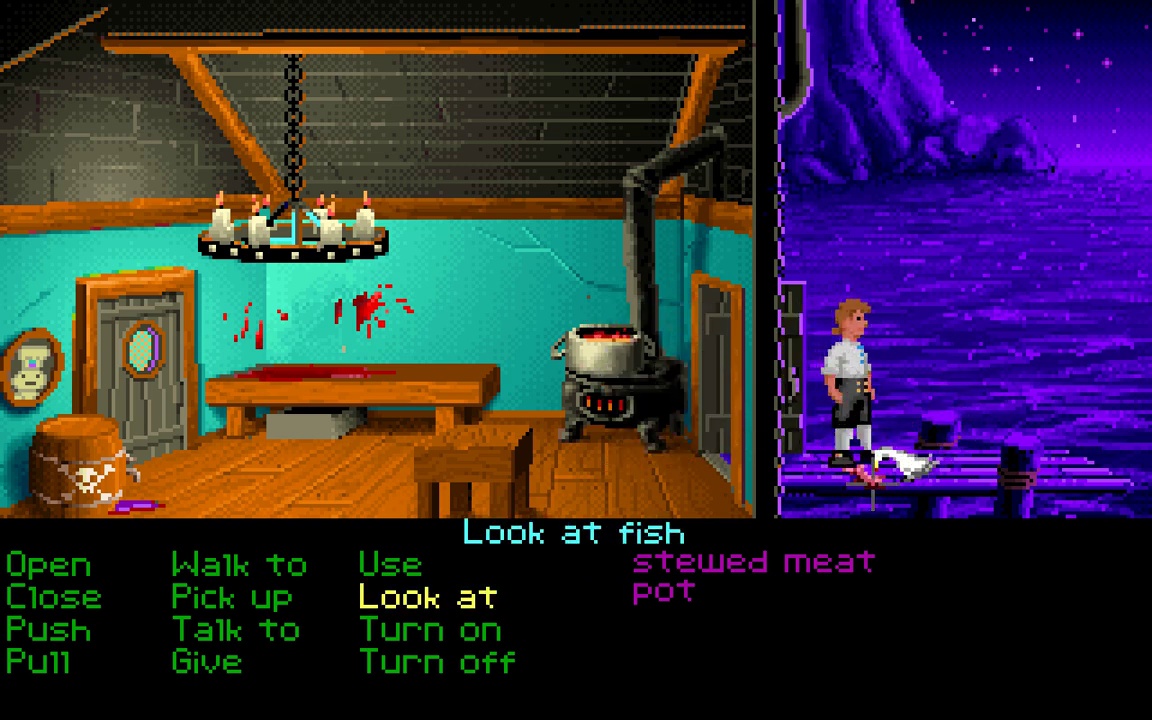 Look at fish
Open Walk to Use stewed meat
Close Pick up Look at pot
Push Talk to Turn on
Pull Give Turn off